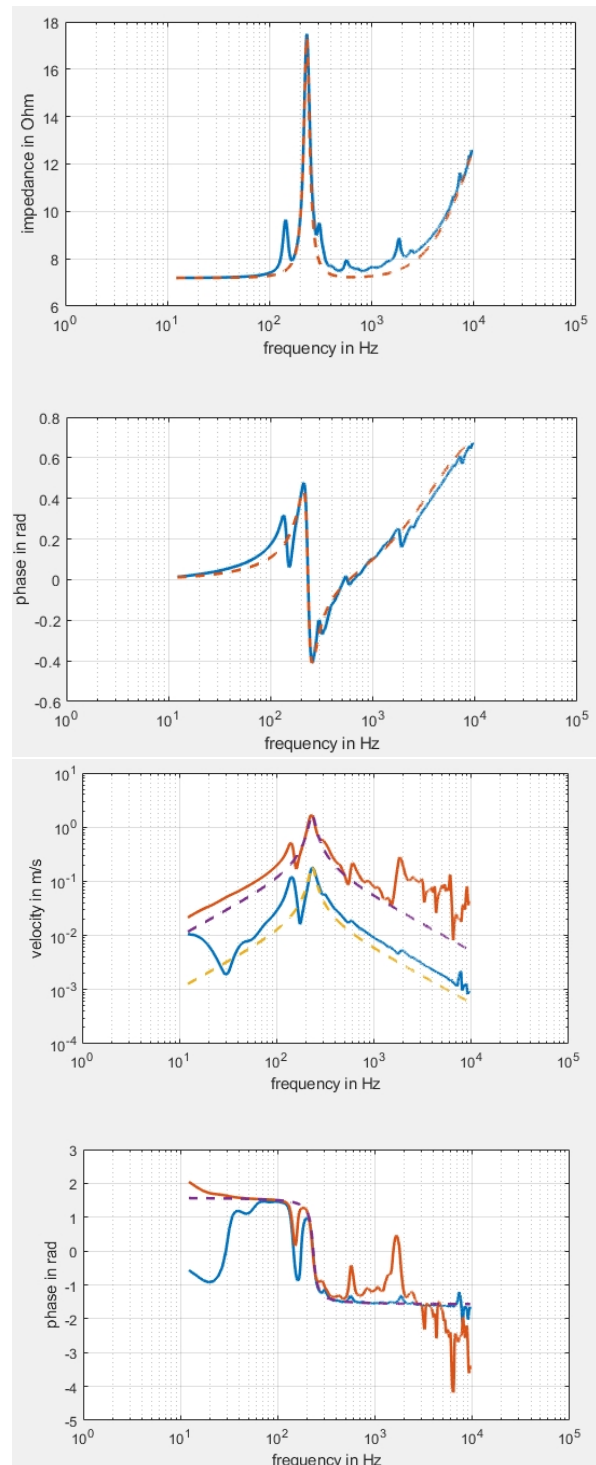 18
16
14
12
10
8
6
impedance in Ohm
10^0 10^1 10^2 10^3 10^4 10^5
frequency in Hz
0.8
0.6
0.4
0.2
0
-0.2
-0.4
-0.6
phase in rad
10^0 10^1 10^2 10^3 10^4 10^5
frequency in Hz
10^1
10^0
10^-1
10^-2
10^-3
10^-4
velocity in m/s
10^0 10^1 10^2 10^3 10^4 10^5
frequency in Hz
3
2
1
0
-1
-2
-3
-4
-5
phase in rad
10^0 10^1 10^2 10^3 10^4 10^5
frequency in Hz